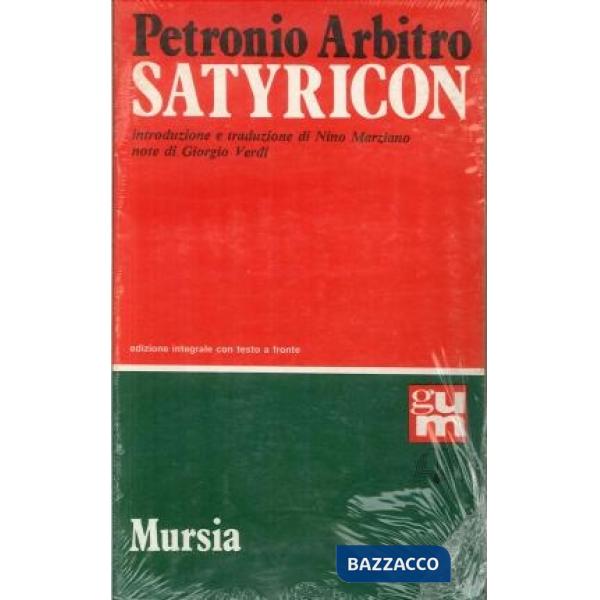 Petronio Arbitro
SATYRICON
introduzione e traduzione di Nino Marziano
note di Giorgio Verdi
edizione integrale con testo a fronte
gum
Mursia
BAZZACCO